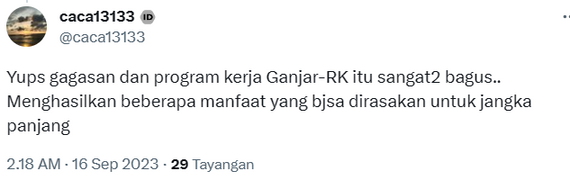 caca13133 ID
@caca13133
Yups gagasan dan program kerja Ganjar-RK itu sangat2 bagus..
Menghasilkan beberapa manfaat yang bjsa dirasakan untuk jangka
panjang
2.18 AM · 16 Sep 2023 · 29 Tayangan